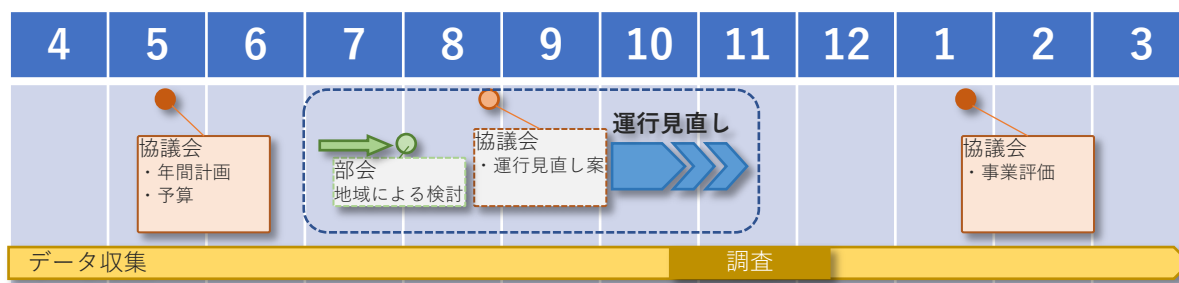 4 5 6 7 8 9 10 11 12 1 2 3
協議会
・年間計画
・予算
部会
地域による検討
協議会
・運行見直し案
運行見直し
協議会
・事業評価
データ収集
調査